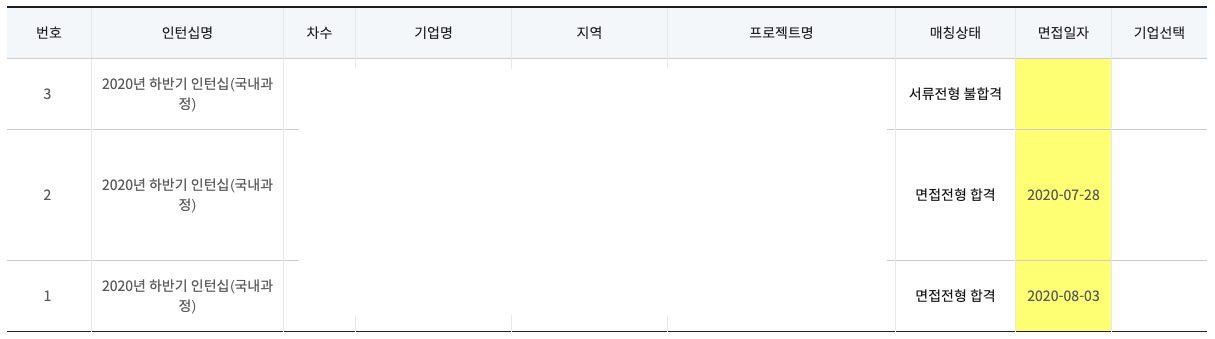 번호 인턴십명 차수 기업명 지역 프로젝트명 매칭상태 면접일자 기업선택
2020년 하반기 인턴십(국내과
3 서류전형 불합격
정)
2020년 하반기 인턴십(국내과
2 면접전형 합격 2020-07-28
정)
2020년 하반기 인턴십(국내과
1 면접전형 합격 2020-08-03
정)